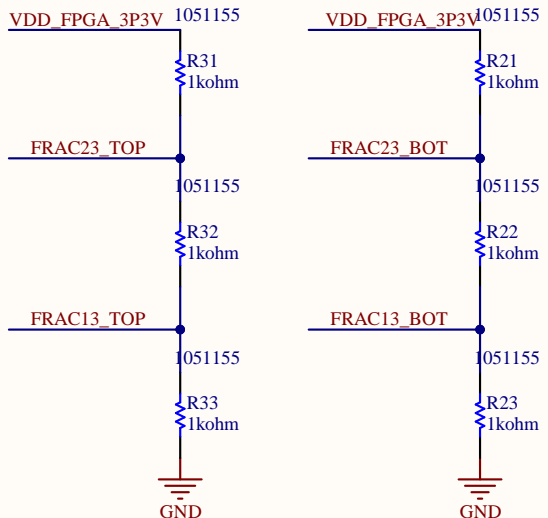 1051155
VDD_FPGA_3P3V
R31
1kohm
FRAC23_TOP
1051155
R32
1kohm
FRAC13_TOP
1051155
R33
1kohm
GND
1051155
VDD_FPGA_3P3V
R21
1kohm
FRAC23_BOT
1051155
R22
1kohm
FRAC13_BOT
1051155
R23
1kohm
GND